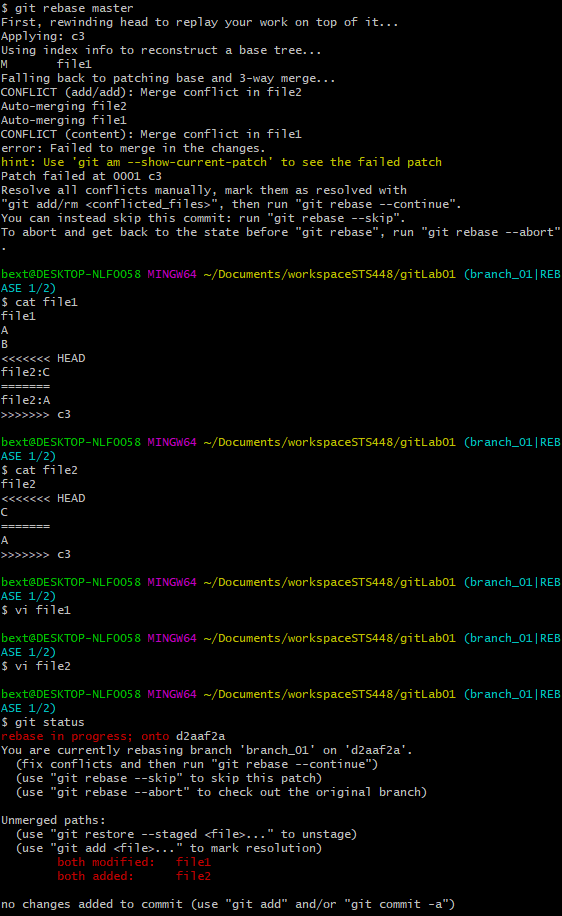 $ git rebase master
First, rewinding head to replay your work on top of it...
Applying: c3
Using index info to reconstruct a base tree...
M       file1
Falling back to patching base and 3-way merge...
CONFLICT (add/add): Merge conflict in file2
Auto-merging file2
Auto-merging file1
CONFLICT (content): Merge conflict in file1
error: Failed to merge in the changes.
hint: Use 'git am --show-current-patch' to see the failed patch
Patch failed at 0001 c3
Resolve all conflicts manually, mark them as resolved with
"git add/rm <conflicted_files>", then run "git rebase --continue".
You can instead skip this commit: run "git rebase --skip".
To abort and get back to the state before "git rebase", run "git rebase --abort"
.
bext@DESKTOP-NLF0058 MINGW64 ~/Documents/workspaceSTS448/gitLab01 (branch_01|REB
ASE 1/2)
$ cat file1
file1
A
B
<<<<<<< HEAD
file2:C
=======
file2:A
>>>>>>> c3
bext@DESKTOP-NLF0058 MINGW64 ~/Documents/workspaceSTS448/gitLab01 (branch_01|REB
ASE 1/2)
$ cat file2
file2
<<<<<<< HEAD
C
=======
A
>>>>>>> c3
bext@DESKTOP-NLF0058 MINGW64 ~/Documents/workspaceSTS448/gitLab01 (branch_01|REB
ASE 1/2)
$ vi file1
bext@DESKTOP-NLF0058 MINGW64 ~/Documents/workspaceSTS448/gitLab01 (branch_01|REB
ASE 1/2)
$ vi file2
bext@DESKTOP-NLF0058 MINGW64 ~/Documents/workspaceSTS448/gitLab01 (branch_01|REB
ASE 1/2)
$ git status
rebase in progress; onto d2aaf2a
You are currently rebasing branch 'branch_01' on 'd2aaf2a'.
  (fix conflicts and then run "git rebase --continue")
  (use "git rebase --skip" to skip this patch)
  (use "git rebase --abort" to check out the original branch)
Unmerged paths:
  (use "git restore --staged <file>..." to unstage)
  (use "git add <file>..." to mark resolution)
        both modified:   file1
        both added:      file2
no changes added to commit (use "git add" and/or "git commit -a")